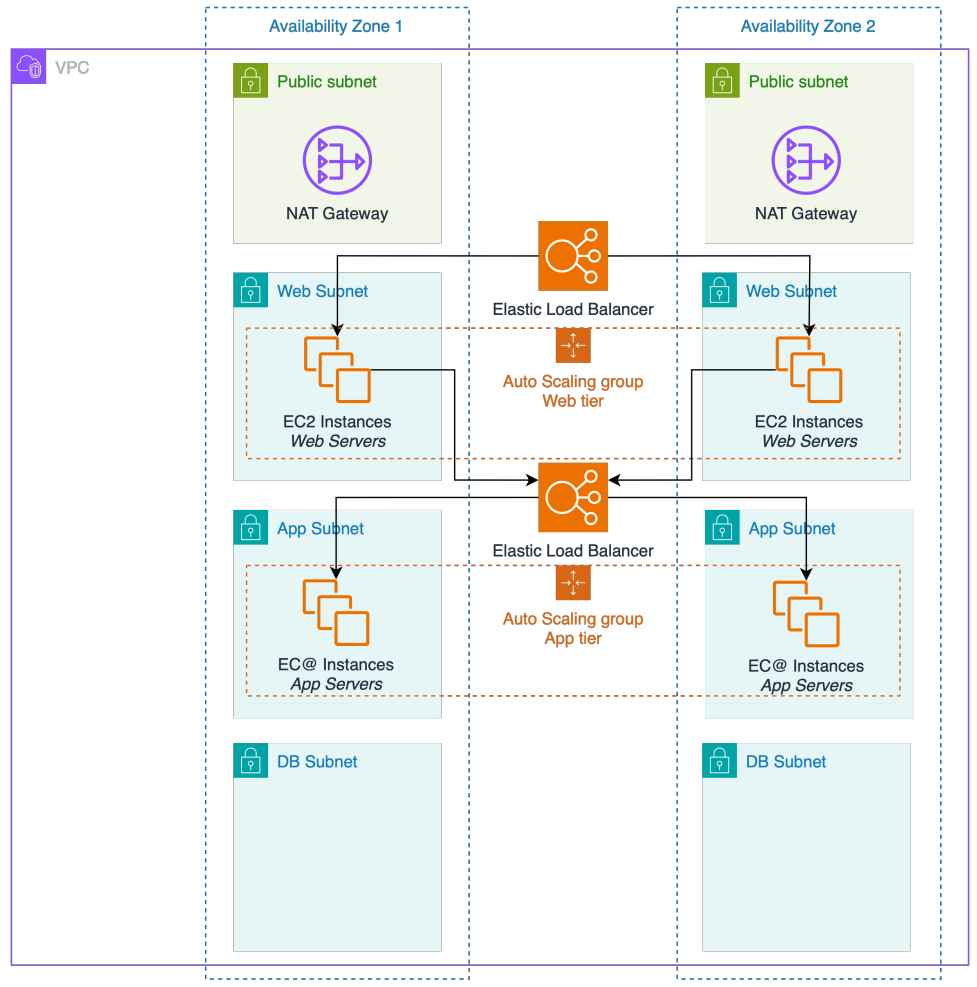 Availability Zone 1
Availability Zone 2
VPC
Public subnet
Public subnet
NAT Gateway
NAT Gateway
Web Subnet
Elastic Load Balancer
Web Subnet
Auto Scaling group
Web tier
EC2 Instances
Web Servers
EC2 Instances
Web Servers
App Subnet
Elastic Load Balancer
App Subnet
Auto Scaling group
App tier
EC@ Instances
App Servers
EC@ Instances
App Servers
DB Subnet
DB Subnet